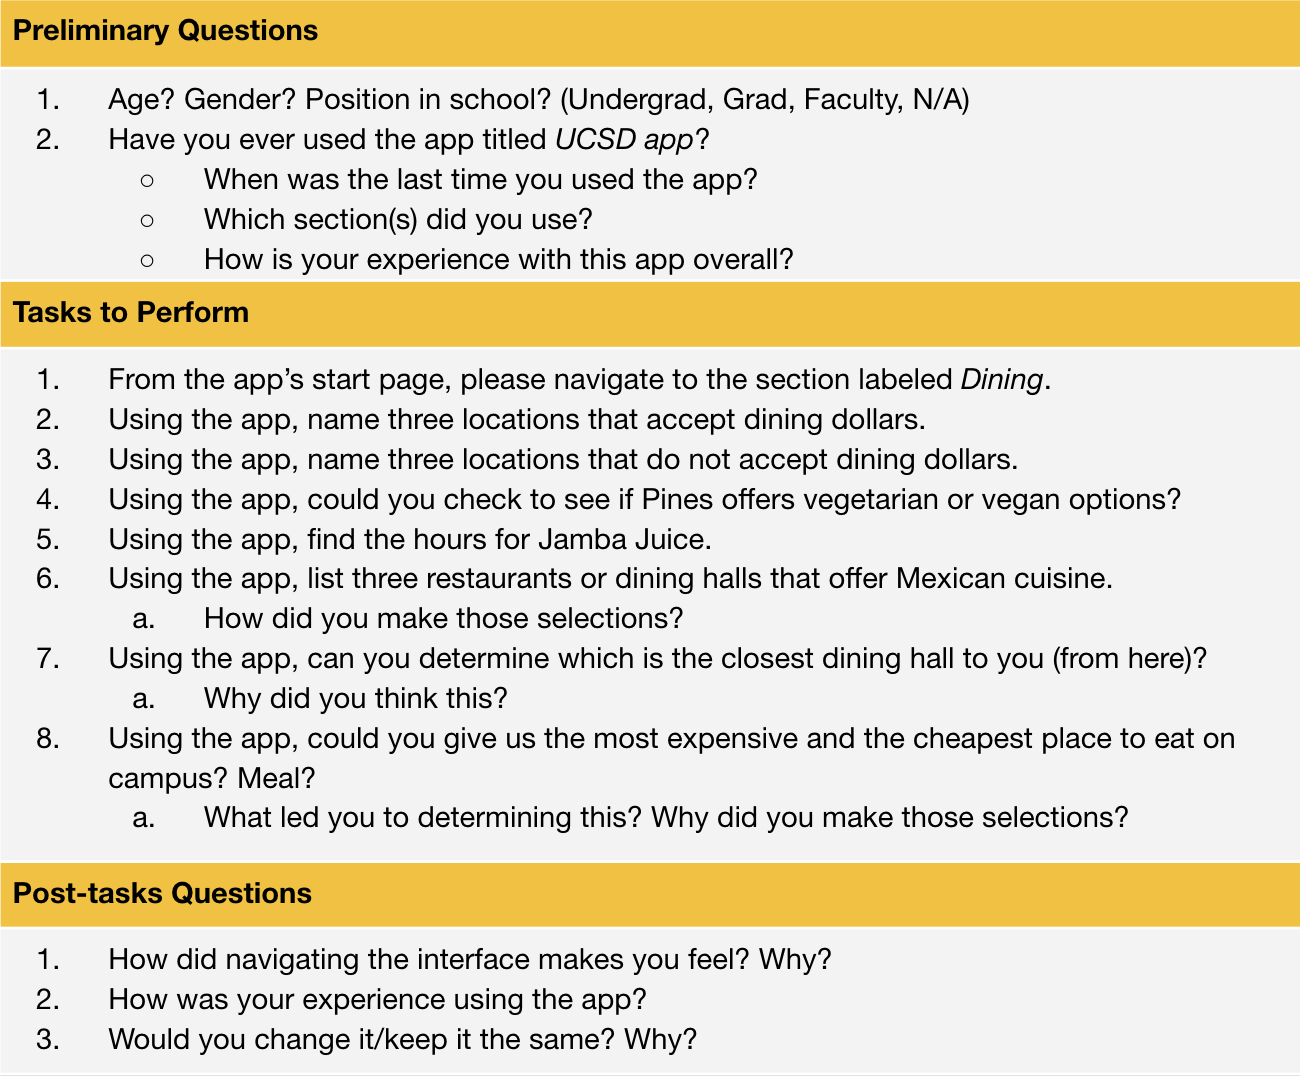 Preliminary Questions
1. Age? Gender? Position in school? (Undergrad, Grad, Faculty, N/A)
2. Have you ever used the app titled UCSD app?
○ When was the last time you used the app?
○ Which section(s) did you use?
○ How is your experience with this app overall?
Tasks to Perform
1. From the app’s start page, please navigate to the section labeled Dining.
2. Using the app, name three locations that accept dining dollars.
3. Using the app, name three locations that do not accept dining dollars.
4. Using the app, could you check to see if Pines offers vegetarian or vegan options?
5. Using the app, find the hours for Jamba Juice.
6. Using the app, list three restaurants or dining halls that offer Mexican cuisine.
a. How did you make those selections?
7. Using the app, can you determine which is the closest dining hall to you (from here)?
a. Why did you think this?
8. Using the app, could you give us the most expensive and the cheapest place to eat on
campus? Meal?
a. What led you to determining this? Why did you make those selections?
Post-tasks Questions
1. How did navigating the interface makes you feel? Why?
2. How was your experience using the app?
3. Would you change it/keep it the same? Why?